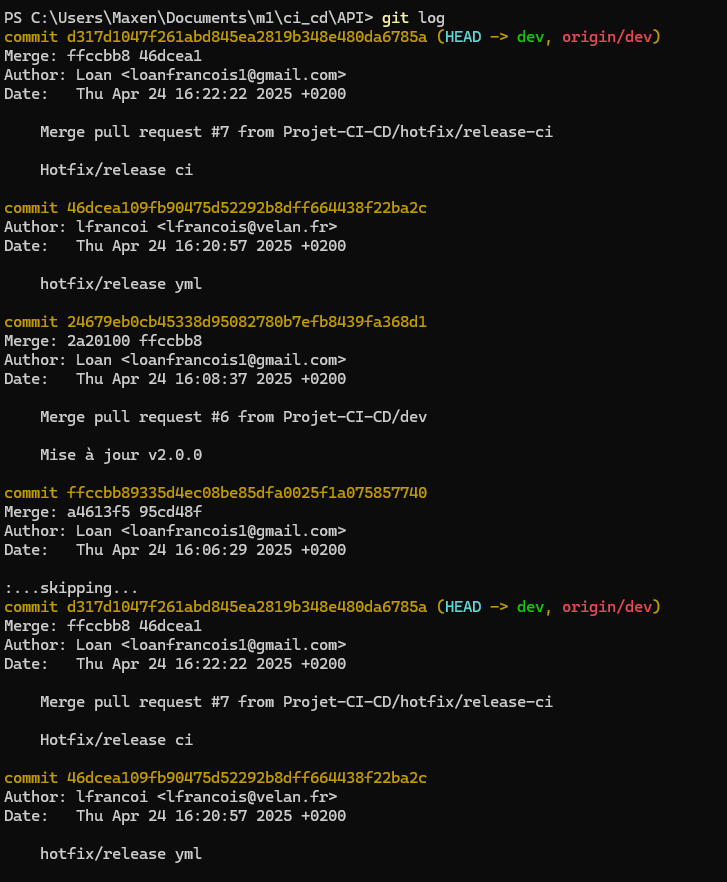 PS C:\Users\Maxen\Documents\m1\ci_cd\API> git log
commit d317d1047f261abd845ea2819b348e480da6785a (HEAD -> dev, origin/dev)
Merge: ffccbb8 46dcea1
Author: Loan <loanfrancois1@gmail.com>
Date:   Thu Apr 24 16:22:22 2025 +0200
    Merge pull request #7 from Projet-CI-CD/hotfix/release-ci
    Hotfix/release ci
commit 46dcea109fb90475d52292b8dff664438f22ba2c
Author: lfrancoi <lfrancois@velan.fr>
Date:   Thu Apr 24 16:20:57 2025 +0200
    hotfix/release yml
commit 24679eb0cb45338d95082780b7efb8439fa368d1
Merge: 2a20100 ffccbb8
Author: Loan <loanfrancois1@gmail.com>
Date:   Thu Apr 24 16:08:37 2025 +0200
    Merge pull request #6 from Projet-CI-CD/dev
    Mise à jour v2.0.0
commit ffccbb89335d4ec08be85dfa0025f1a075857740
Merge: a4613f5 95cd48f
Author: Loan <loanfrancois1@gmail.com>
Date:   Thu Apr 24 16:06:29 2025 +0200
:...skipping...
commit d317d1047f261abd845ea2819b348e480da6785a (HEAD -> dev, origin/dev)
Merge: ffccbb8 46dcea1
Author: Loan <loanfrancois1@gmail.com>
Date:   Thu Apr 24 16:22:22 2025 +0200
    Merge pull request #7 from Projet-CI-CD/hotfix/release-ci
    Hotfix/release ci
commit 46dcea109fb90475d52292b8dff664438f22ba2c
Author: lfrancoi <lfrancois@velan.fr>
Date:   Thu Apr 24 16:20:57 2025 +0200
    hotfix/release yml